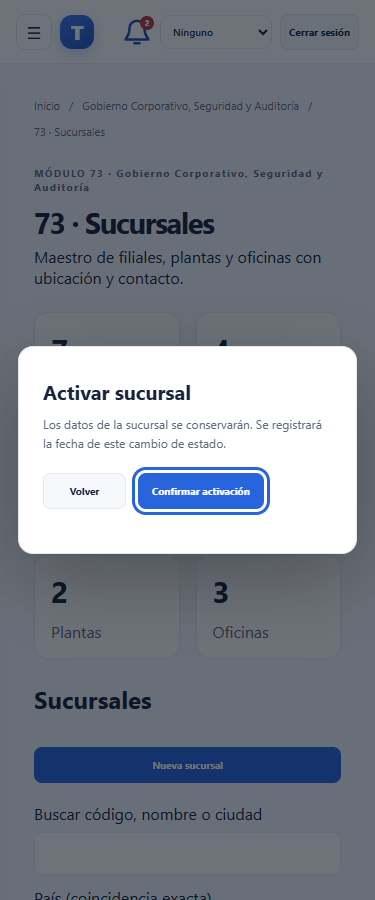 ☰
T
2
Ninguno
Cerrar sesión
Inicio / Gobierno Corporativo, Seguridad y Auditoría /
73 · Sucursales
MÓDULO 73 · Gobierno Corporativo, Seguridad y
Auditoría
73 · Sucursales
Maestro de filiales, plantas y oficinas con
ubicación y contacto.
Activar sucursal
Los datos de la sucursal se conservarán. Se registrará
la fecha de este cambio de estado.
Volver
Confirmar activación
2
Plantas
3
Oficinas
Sucursales
Nueva sucursal
Buscar código, nombre o ciudad
País (coincidencia exacta)